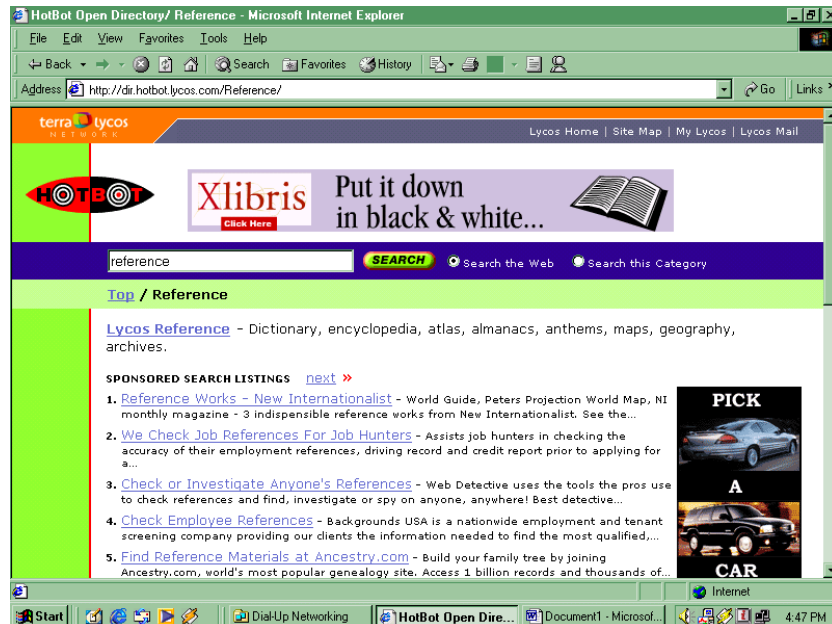 HotBot Open Directory/ Reference - Microsoft Internet Explorer
File Edit View Favorites Tools Help
Back Search Favorites History
Address http://dir.hotbot.lycos.com/Reference/ Go Links
terra lycos
NETWORK
Lycos Home | Site Map | My Lycos | Lycos Mail
HOTBOT
Xlibris
Click Here
Put it down
in black & white...
reference SEARCH Search the Web Search this Category
Top / Reference
Lycos Reference - Dictionary, encyclopedia, atlas, almanacs, anthems, maps, geography,
archives.
SPONSORED SEARCH LISTINGS next »
1. Reference Works - New Internationalist - World Guide, Peters Projection World Map, NI
monthly magazine - 3 indispensible reference works from New Internationalist. See the...
2. We Check Job References For Job Hunters - Assists job hunters in checking the
accuracy of their employment references, driving record and credit report prior to applying for
a...
3. Check or Investigate Anyone's References - Web Detective uses the tools the pros use
to check references and find, investigate or spy on anyone, anywhere! Best detective...
4. Check Employee References - Backgrounds USA is a nationwide employment and tenant
screening company providing our clients the information needed to find the most qualified,...
5. Find Reference Materials at Ancestry.com - Build your family tree by joining
Ancestry.com, world's most popular genealogy site. Access 1 billion records and thousands of...
PICK
A
CAR
Internet
Start Dial-Up Networking HotBot Open Dire... Document1 - Microsof... 4:47 PM